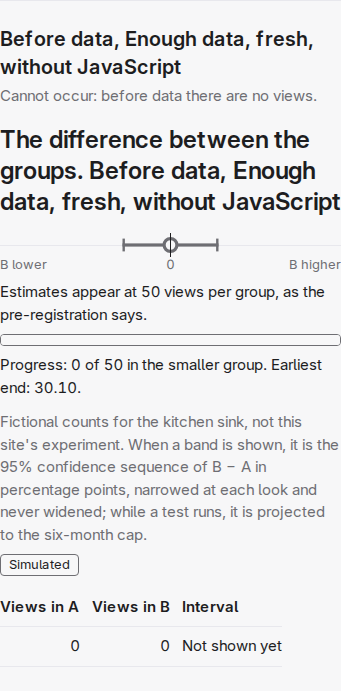 Before data, Enough data, fresh,
without JavaScript
Cannot occur: before data there are no views.
The difference between the
groups. Before data, Enough
data, fresh, without JavaScript
B lower 0 B higher
Estimates appear at 50 views per group, as the
pre-registration says.
Progress: 0 of 50 in the smaller group. Earliest
end: 30.10.
Fictional counts for the kitchen sink, not this
site's experiment. When a band is shown, it is the
95% confidence sequence of B − A in
percentage points, narrowed at each look and
never widened; while a test runs, it is projected
to the six-month cap.
Simulated
Views in A Views in B Interval
0 0 Not shown yet